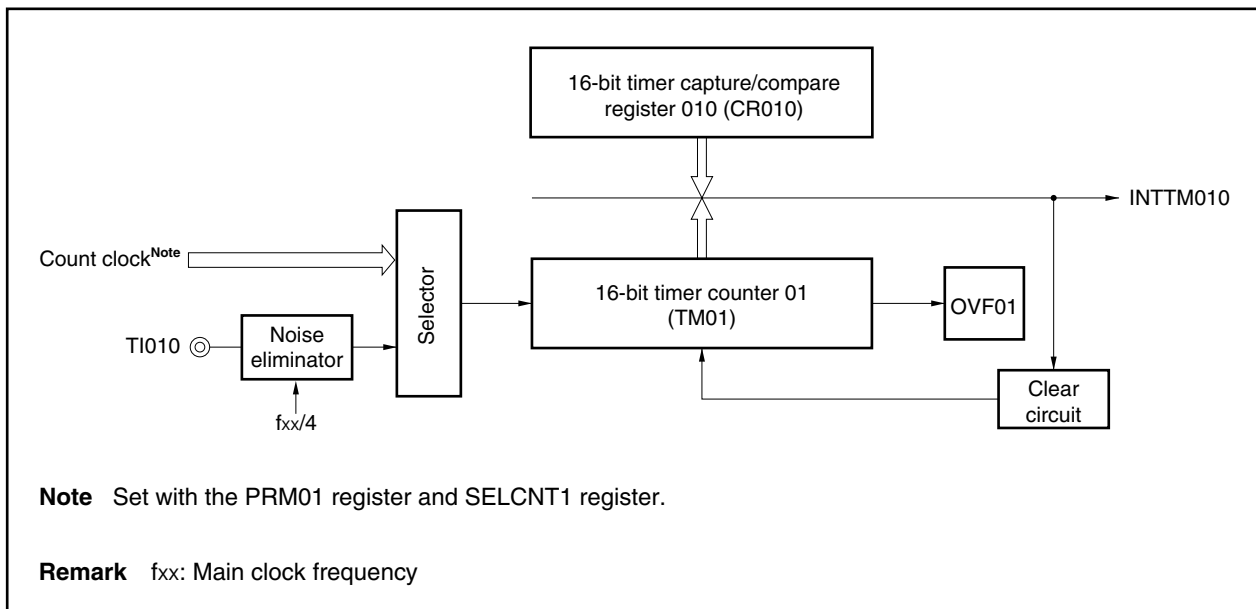 16-bit timer capture/compare
register 010 (CR010)
INTTM010
Count clockNote
Selector
16-bit timer counter 01
(TM01)
OVF01
TI010
Noise
eliminator
fxx/4
Clear
circuit
Note Set with the PRM01 register and SELCNT1 register.
Remark fxx: Main clock frequency